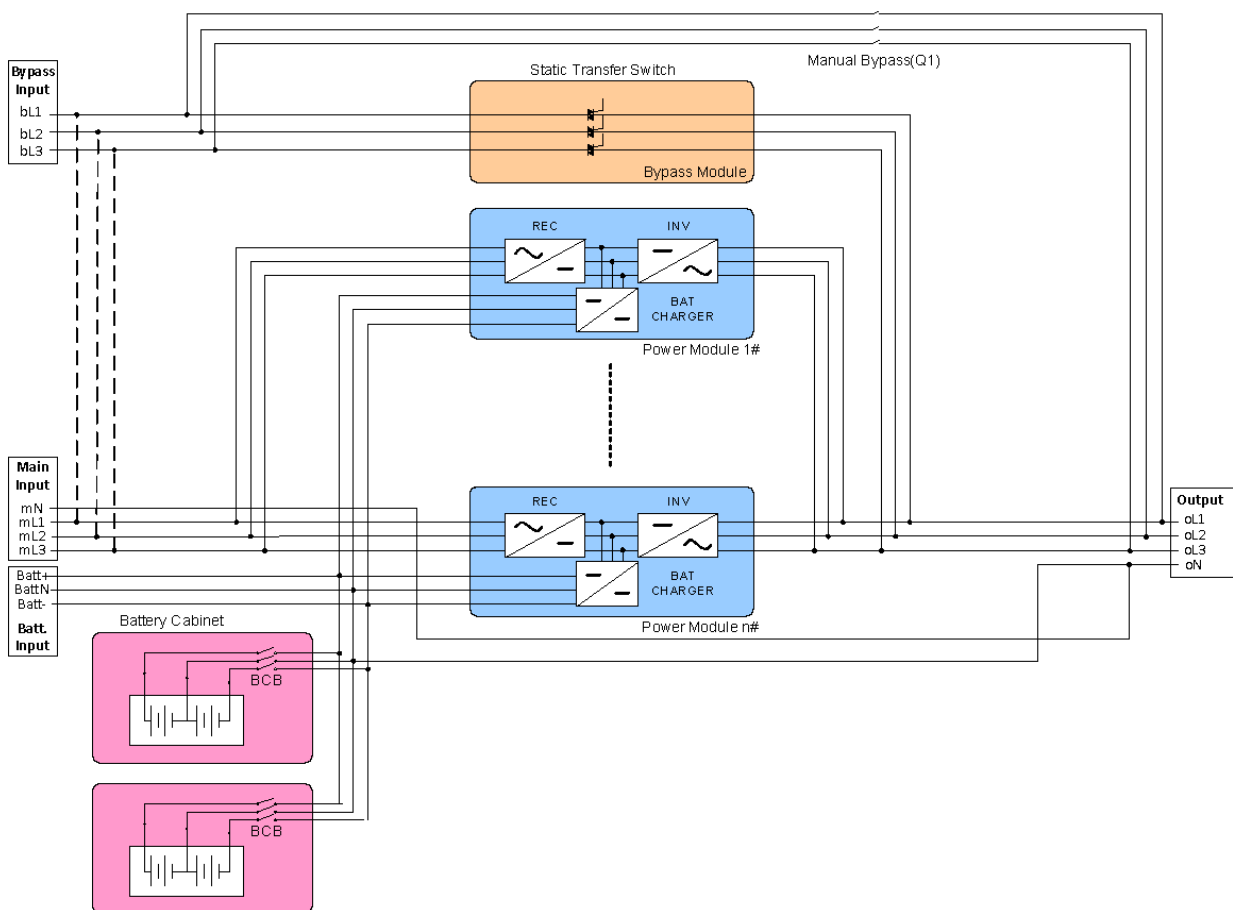 Manual Bypass(Q1)
Bypass
Input
bL1
bL2
bL3
Static Transfer Switch
Bypass Module
REC
INV
BAT
CHARGER
Power Module 1#
Main
Input
mN
mL1
mL2
mL3
REC
INV
BAT
CHARGER
Power Module n#
Output
oL1
oL2
oL3
oN
Batt+
BattN
Batt-
Batt.
Input
Battery Cabinet
BCB
BCB